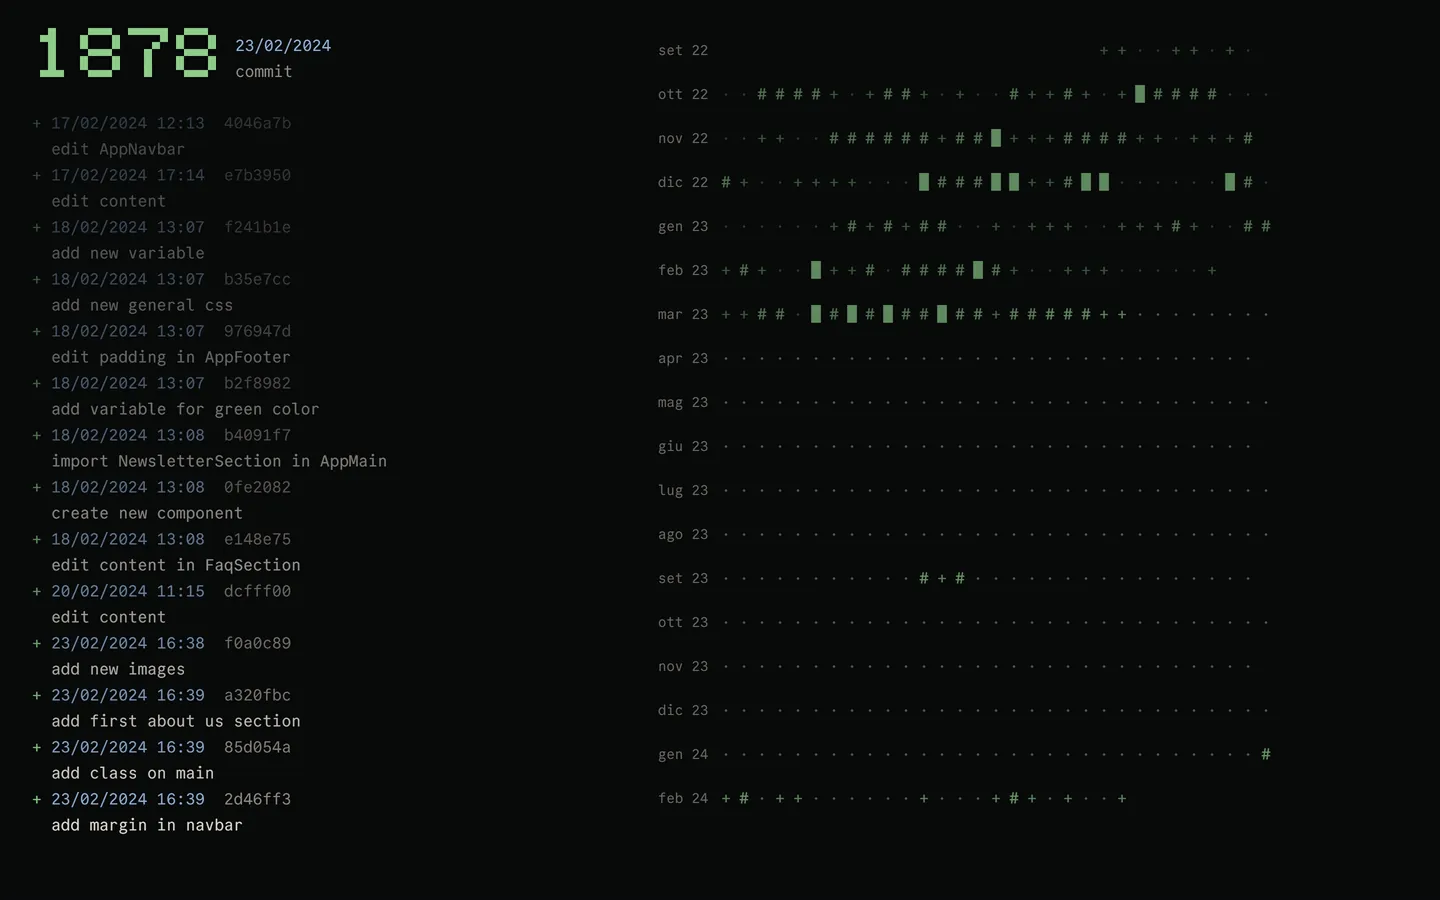 1878
23/02/2024
commit
+ 17/02/2024 12:13 4046a7b
edit AppNavbar
+ 17/02/2024 17:14 e7b3950
edit content
+ 18/02/2024 13:07 f241b1e
add new variable
+ 18/02/2024 13:07 b35e7cc
add new general css
+ 18/02/2024 13:07 976947d
edit padding in AppFooter
+ 18/02/2024 13:07 b2f8982
add variable for green color
+ 18/02/2024 13:08 b4091f7
import NewsletterSection in AppMain
+ 18/02/2024 13:08 0fe2082
create new component
+ 18/02/2024 13:08 e148e75
edit content in FaqSection
+ 20/02/2024 11:15 dcfff00
edit content
+ 23/02/2024 16:38 f0a0c89
add new images
+ 23/02/2024 16:39 a320fbc
add first about us section
+ 23/02/2024 16:39 85d054a
add class on main
+ 23/02/2024 16:39 2d46ff3
add margin in navbar
set 22 + + · · + + · + ·
ott 22 · · # # # # + · + # # + · + · · # + + # + · + █ # # # # · · ·
nov 22 · · + + · · # # # # # # + # # █ + + + # # # # + + · + + + #
dic 22 # + · · + + + + · · · █ # # # █ █ + + # █ █ · · · · · · █ # ·
gen 23 · · · · · · + # + # + # # · · + · + + + · · + + + # + · · # #
feb 23 + # + · · █ + + # · # # # # █ # + · · + + + · · · · · +
mar 23 + + # # · █ # █ # █ # # █ # # + # # # # # + + · · · · · · · ·
apr 23 · · · · · · · · · · · · · · · · · · · · · · · · · · · · · ·
mag 23 · · · · · · · · · · · · · · · · · · · · · · · · · · · · · · ·
giu 23 · · · · · · · · · · · · · · · · · · · · · · · · · · · · · ·
lug 23 · · · · · · · · · · · · · · · · · · · · · · · · · · · · · · ·
ago 23 · · · · · · · · · · · · · · · · · · · · · · · · · · · · · · ·
set 23 · · · · · · · · · · · # + # · · · · · · · · · · · · · · · ·
ott 23 · · · · · · · · · · · · · · · · · · · · · · · · · · · · · · ·
nov 23 · · · · · · · · · · · · · · · · · · · · · · · · · · · · · ·
dic 23 · · · · · · · · · · · · · · · · · · · · · · · · · · · · · · ·
gen 24 · · · · · · · · · · · · · · · · · · · · · · · · · · · · · · #
feb 24 + # · + + · · · · · · + · · · + # + · + · · +